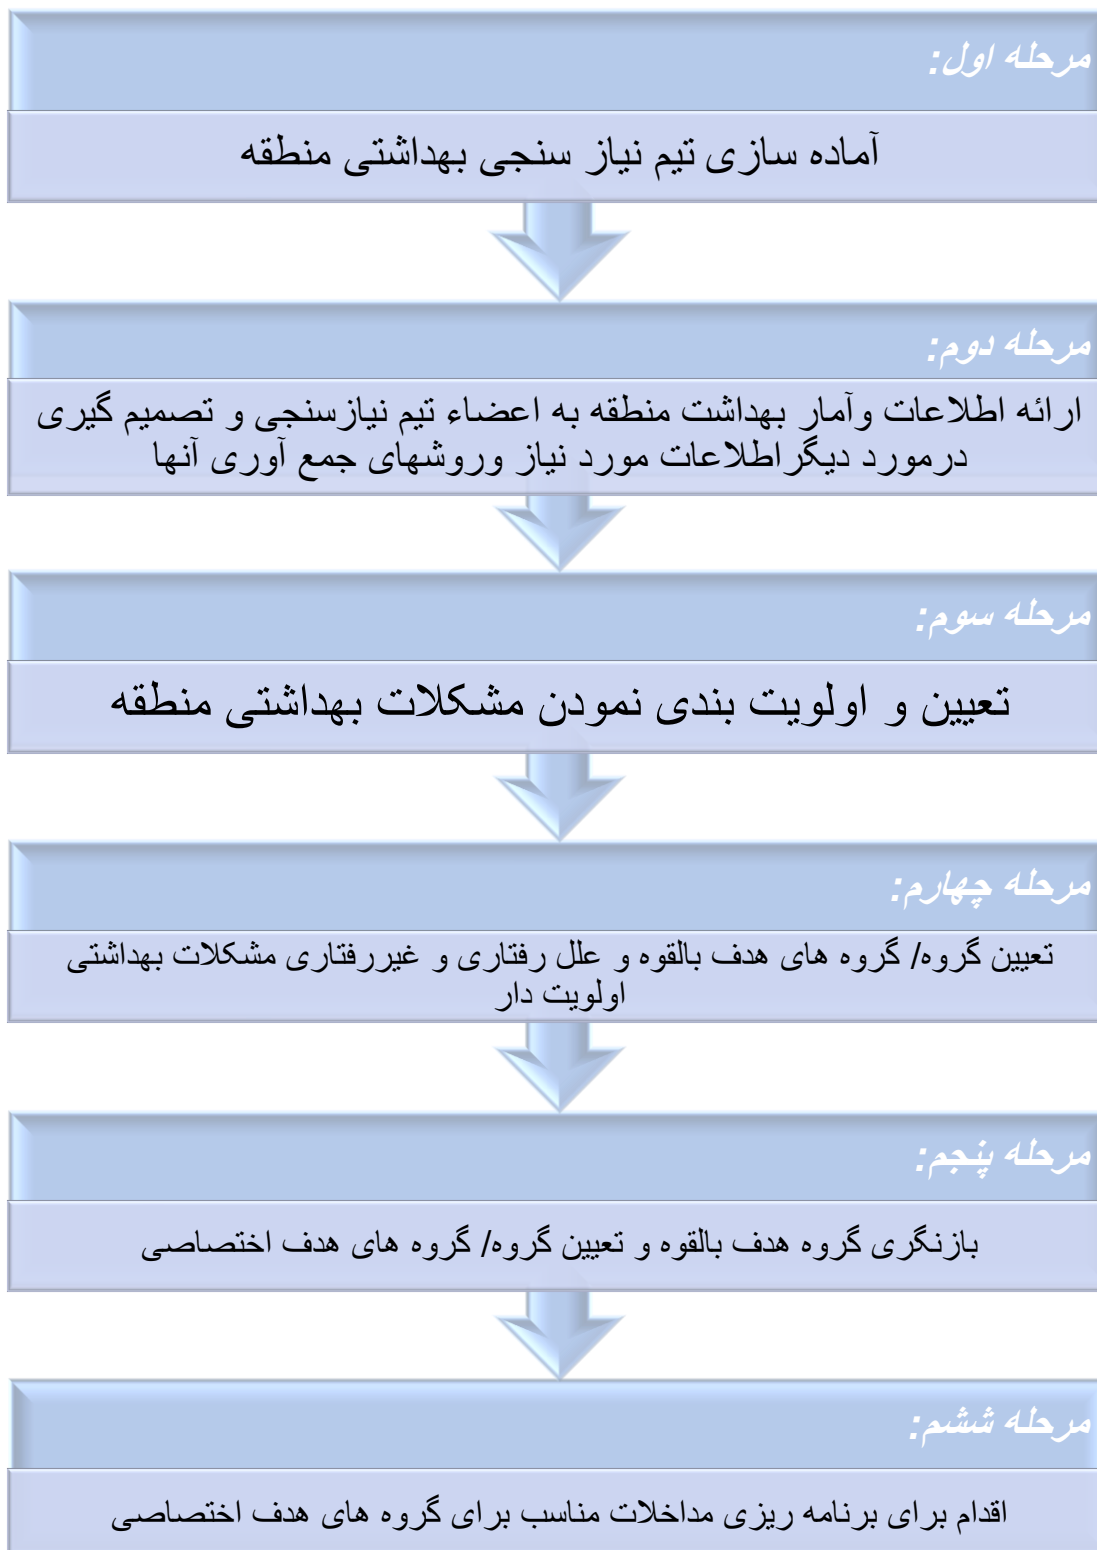 مرحله اول:
آماده سازی تیم نیاز سنجی بهداشتی منطقه
مرحله دوم:
ارائه اطلاعات وآمار بهداشت منطقه به اعضاء تیم نیازسنجی و تصمیم گیری
درمورد دیگراطلاعات مورد نیاز وروشهای جمع آوری آنها
مرحله سوم:
تعیین و اولویت بندی نمودن مشکلات بهداشتی منطقه
مرحله چهارم:
تعیین گروه/ گروه های هدف بالقوه و علل رفتاری و غیررفتاری مشکلات بهداشتی
اولویت دار
مرحله پنجم:
بازنگری گروه هدف بالقوه و تعیین گروه/ گروه های هدف اختصاصی
مرحله ششم:
اقدام برای برنامه ریزی مداخلات مناسب برای گروه های هدف اختصاصی